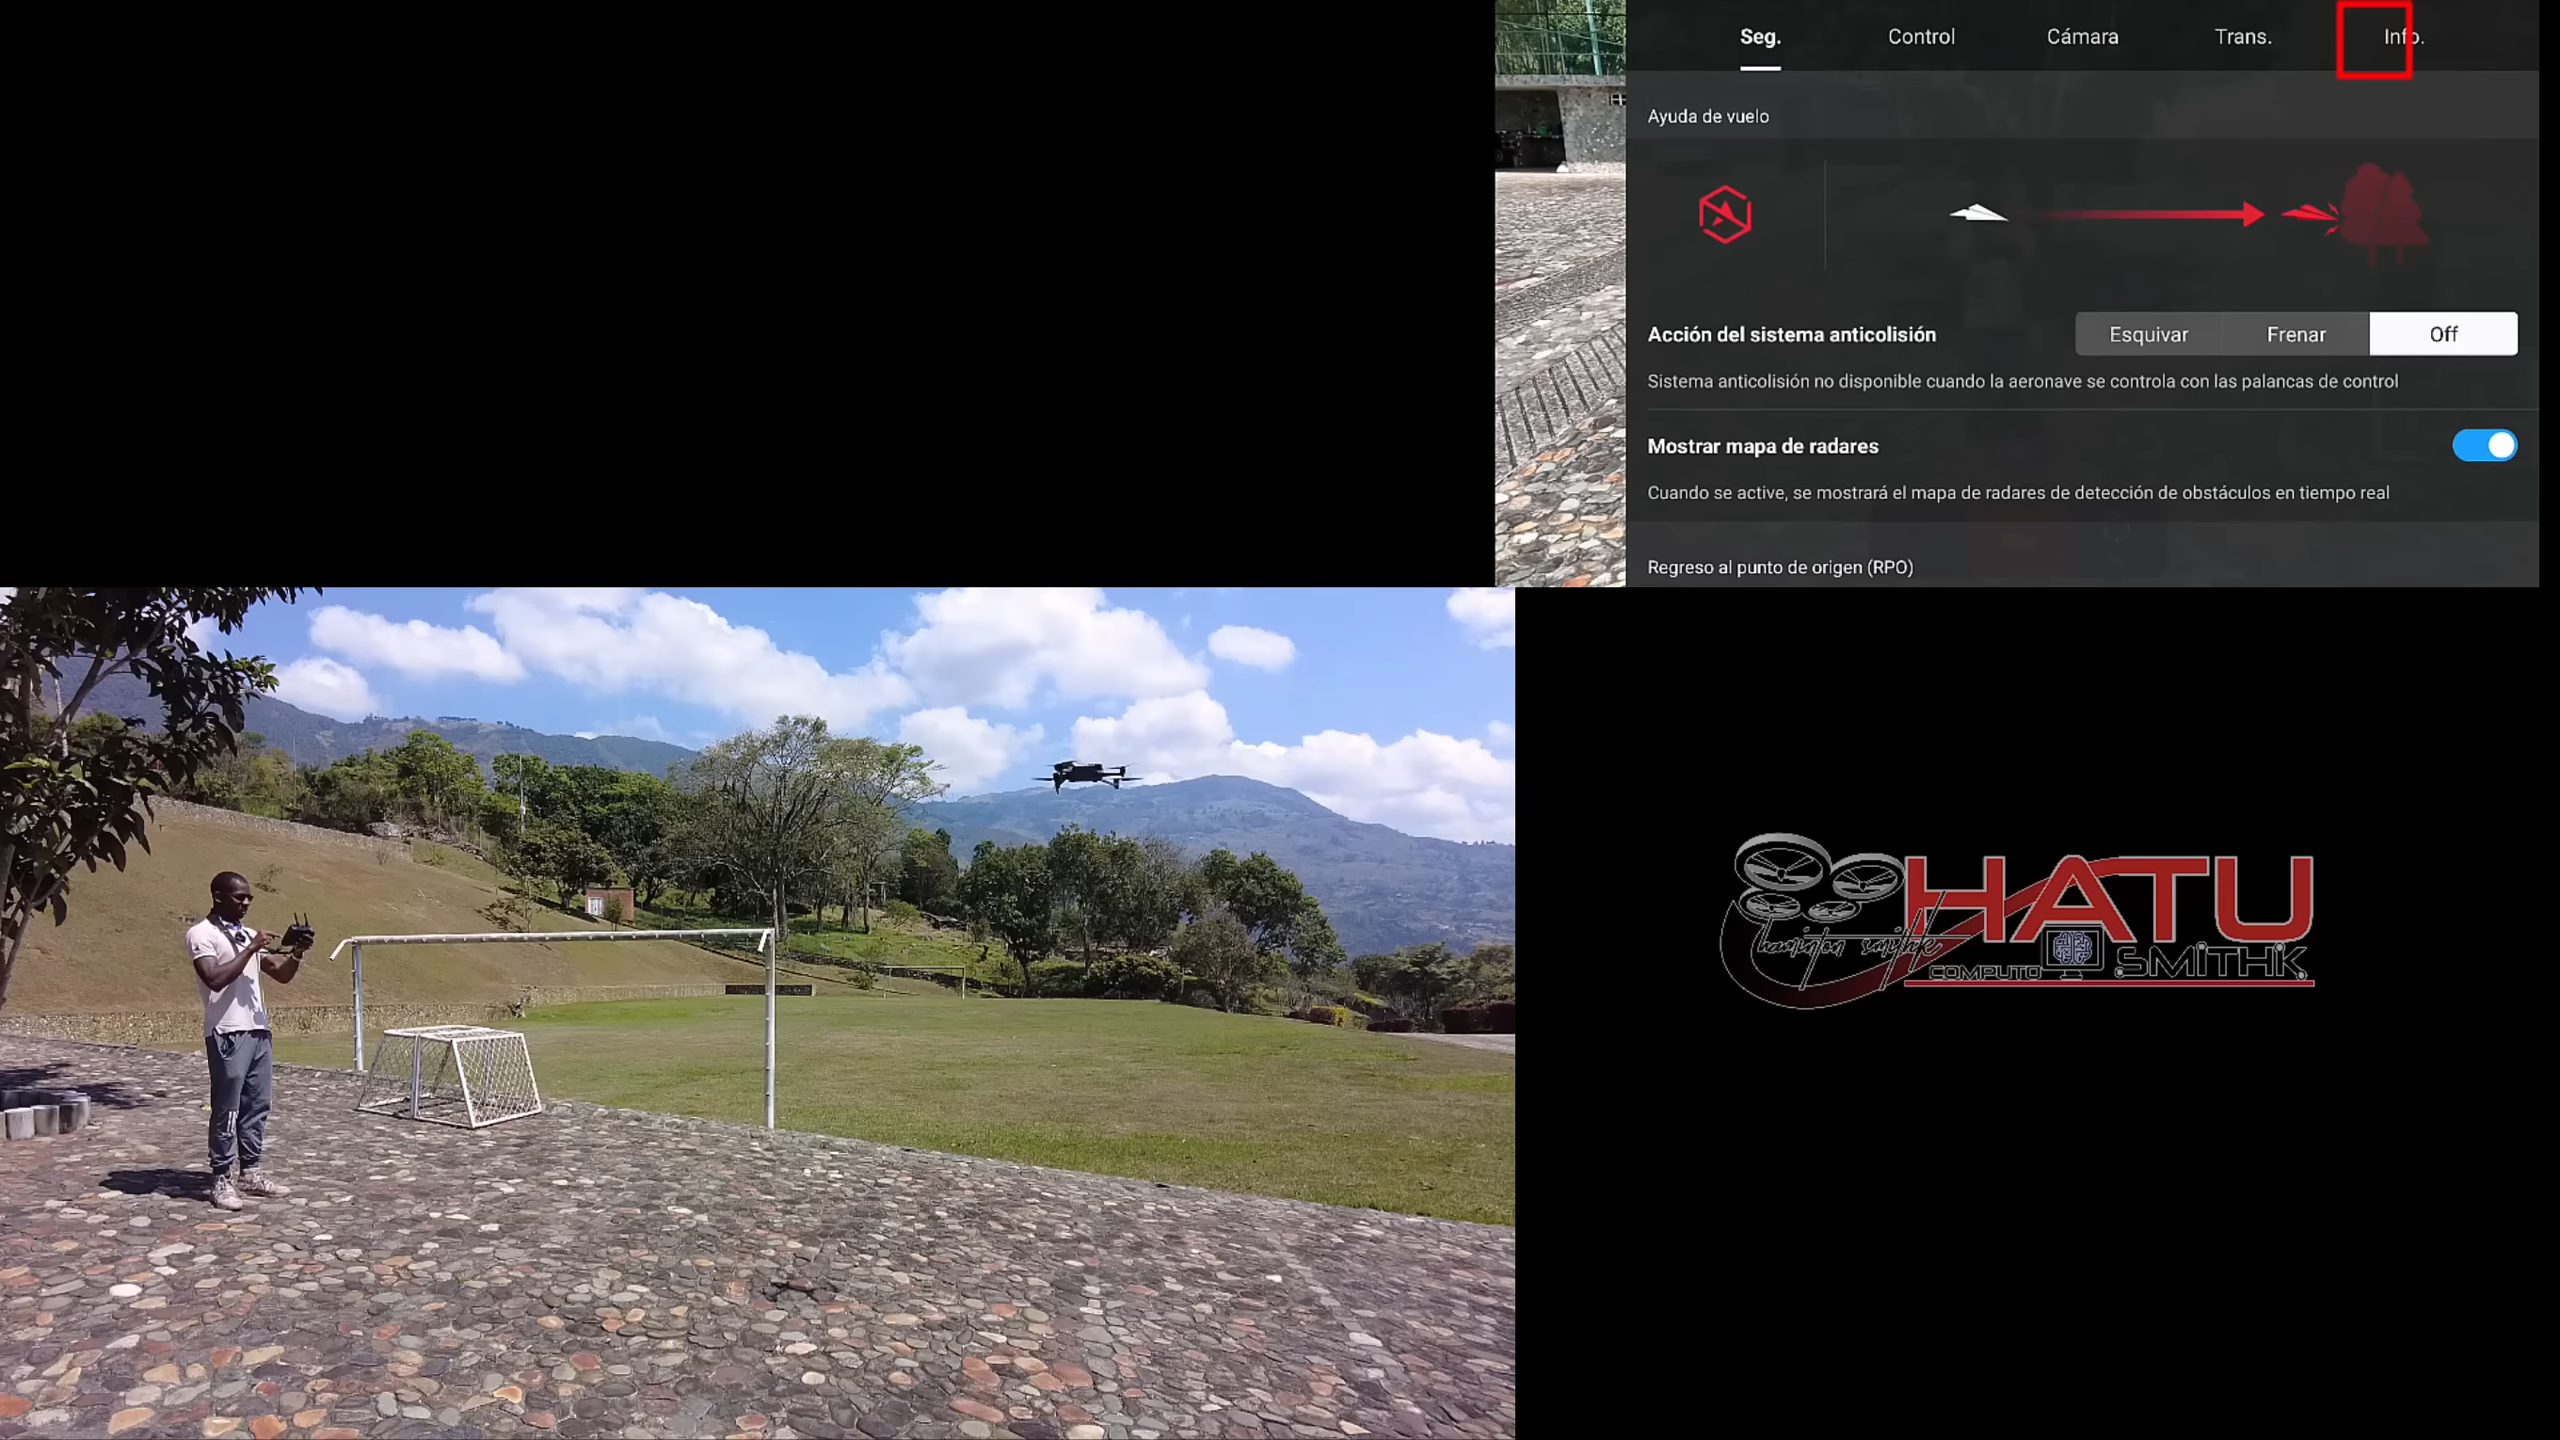 Seg. Control Cámara Trans. Info.
Ayuda de vuelo
Acción del sistema anticolisión Esquivar Frenar Off
Sistema anticolisión no disponible cuando la aeronave se controla con las palancas de control
Mostrar mapa de radares
Cuando se active, se mostrará el mapa de radares de detección de obstáculos en tiempo real
Regreso al punto de origen (RPO)
HATU
COMPUTO SMITHK